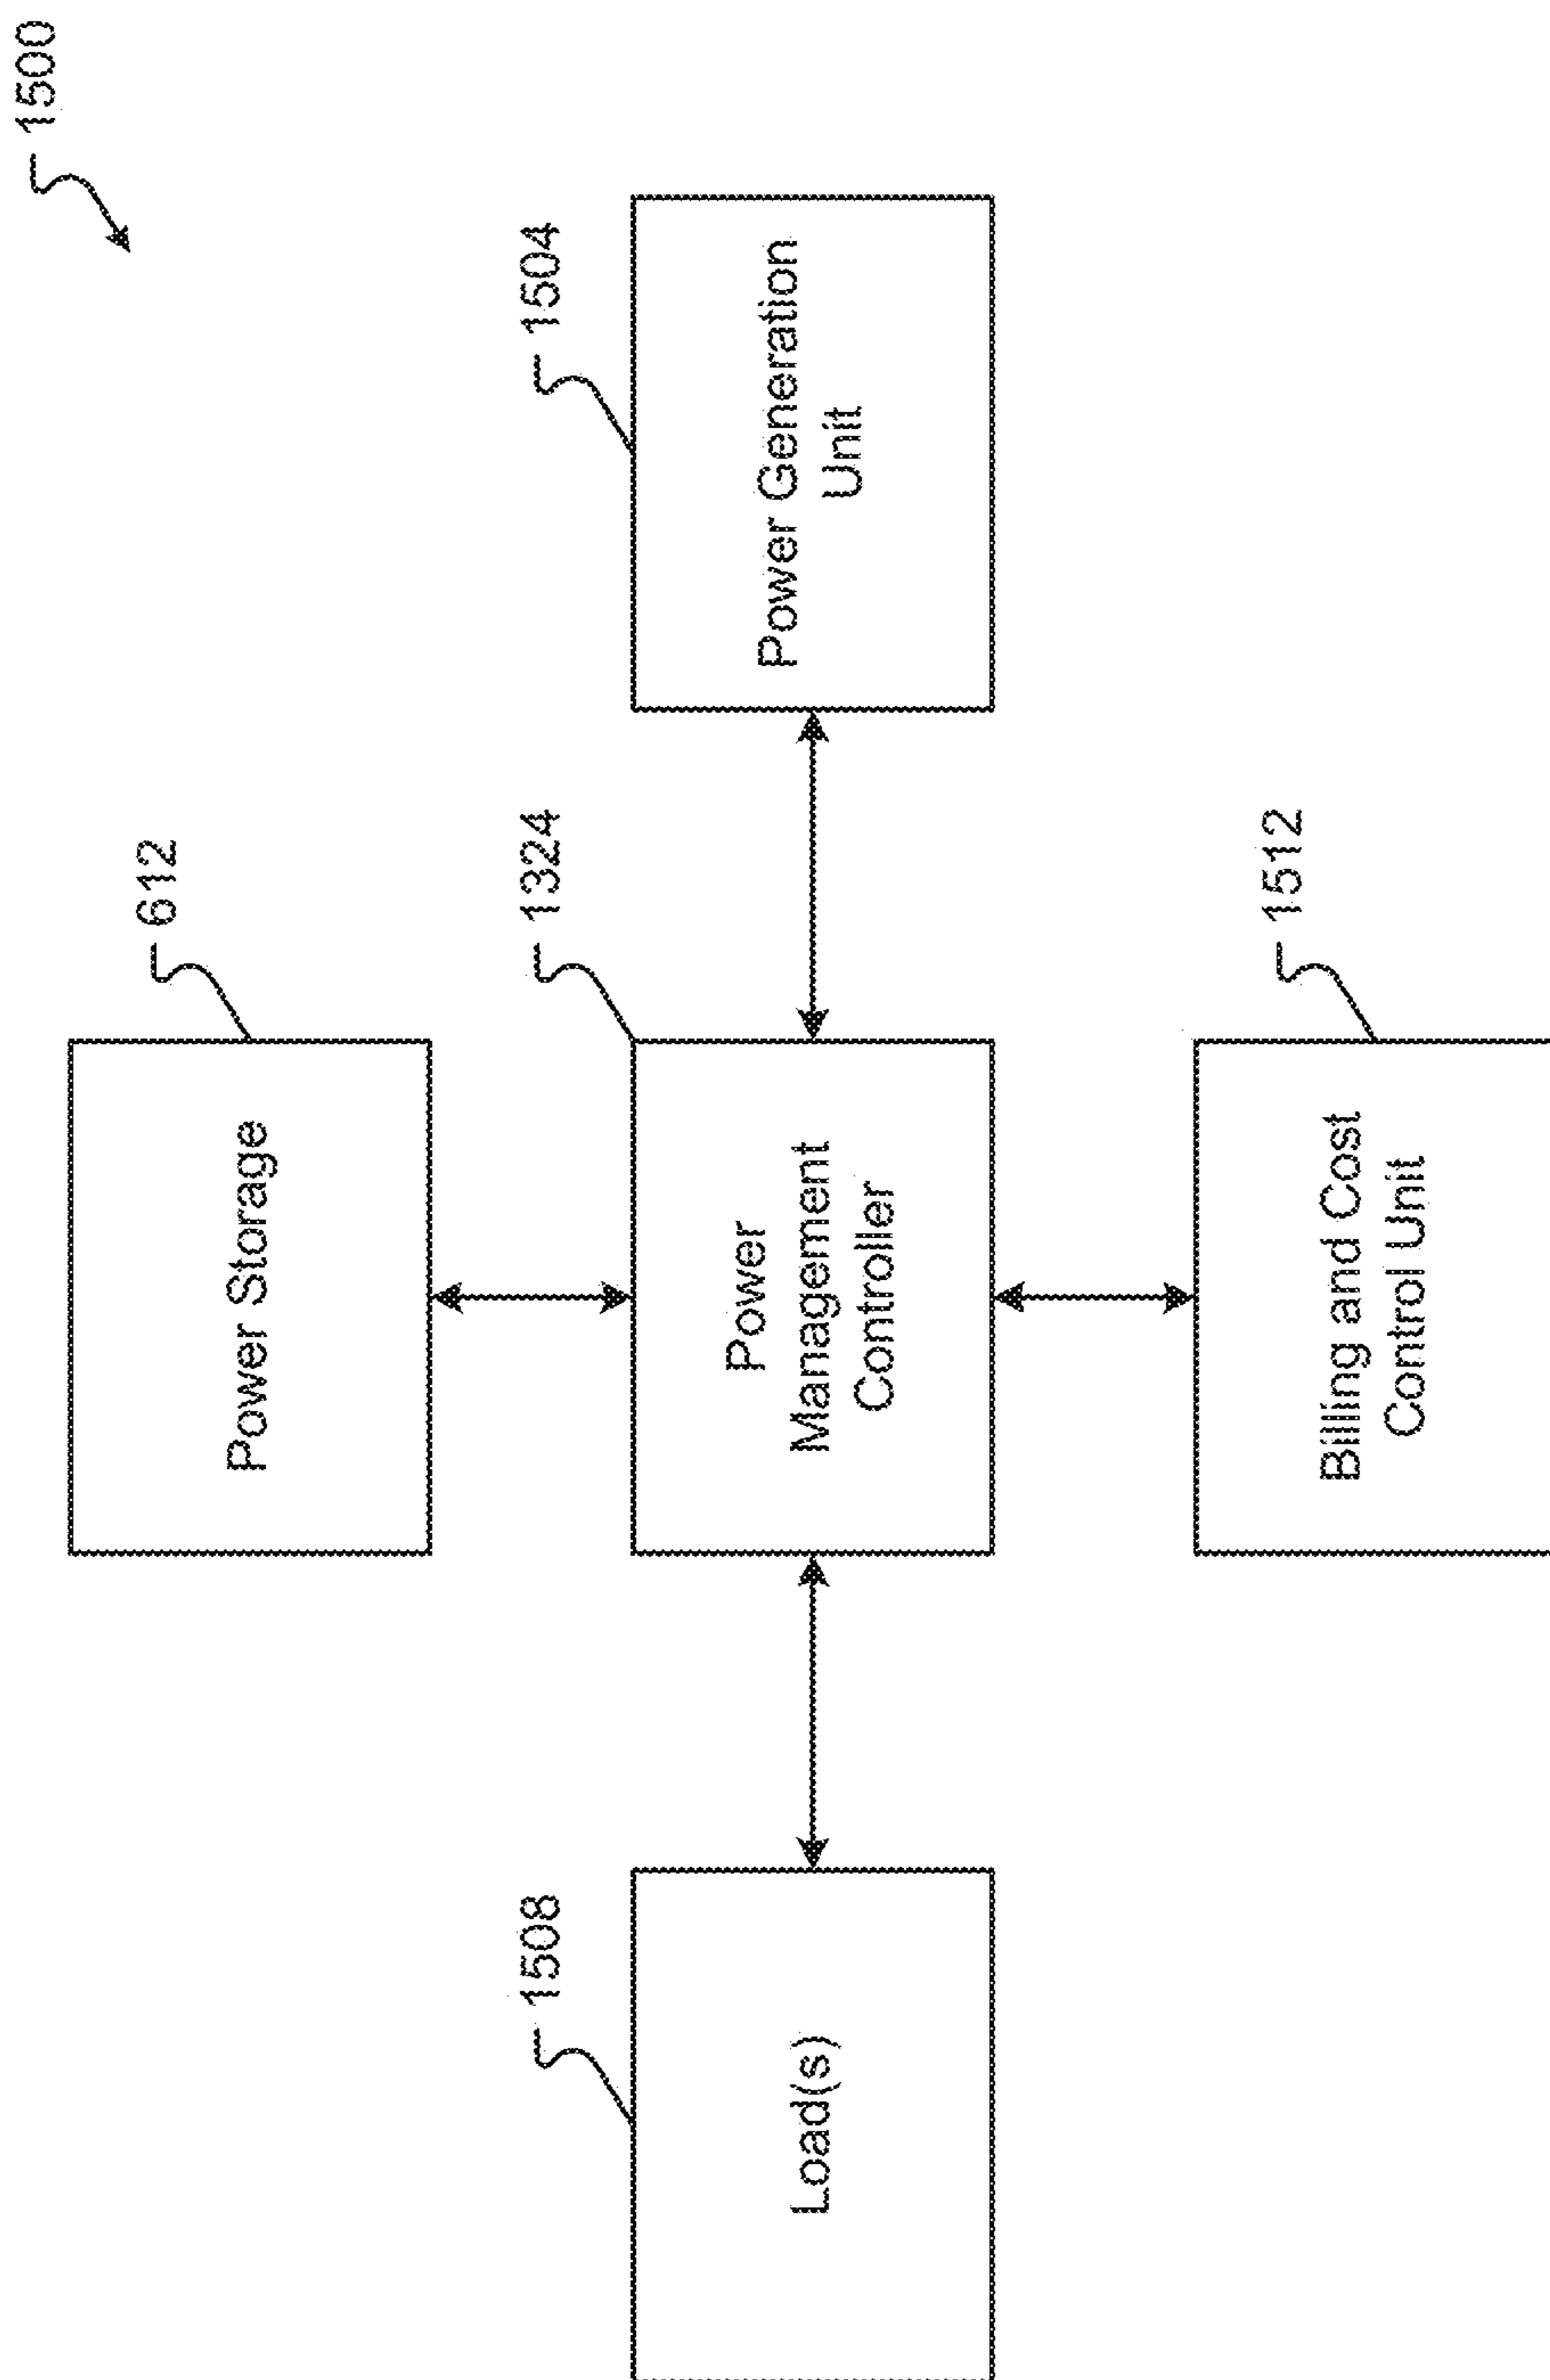 1500
612
Power Storage
1508
Load(s)
1324
Power
Management
Controller
1504
Power Generation
Unit
1512
Billing and Cost
Control Unit